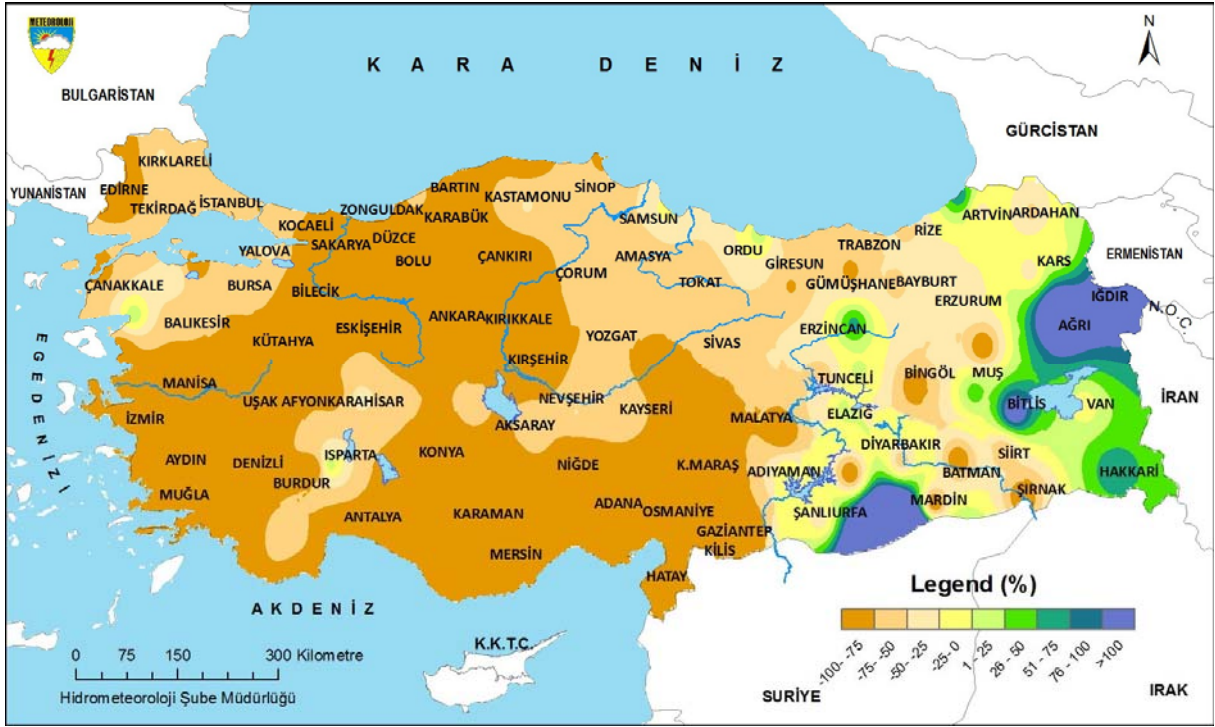 METEOROLOJİ
N
K A R A D E N İ Z
BULGARİSTAN
GÜRCİSTAN
YUNANİSTAN
ERMENİSTAN
N.O.C.
İRAN
IRAK
SURİYE
K.K.T.C.
E G E D E N İ Z İ
A K D E N İ Z
KIRKLARELİ
EDİRNE
TEKİRDAĞ
İSTANBUL
KOCAELİ
YALOVA
SAKARYA
ZONGULDAK
DÜZCE
BARTIN
KARABÜK
KASTAMONU
SİNOP
SAMSUN
BOLU
ÇANKIRI
ÇORUM
AMASYA
TOKAT
ORDU
GİRESUN
TRABZON
RİZE
ARTVİN
ARDAHAN
KARS
GÜMÜŞHANE
BAYBURT
ERZURUM
IĞDIR
AĞRI
ÇANAKKALE
BURSA
BİLECİK
BALIKESİR
KÜTAHYA
ESKİŞEHİR
ANKARA
KIRIKKALE
YOZGAT
SİVAS
ERZİNCAN
KIRŞEHİR
TUNCELİ
BİNGÖL
MUŞ
BİTLİS
VAN
MANİSA
UŞAK
AFYONKARAHİSAR
NEVŞEHİR
KAYSERİ
AKSARAY
MALATYA
ELAZIĞ
İZMİR
DİYARBAKIR
AYDIN
DENİZLİ
ISPARTA
BURDUR
KONYA
NİĞDE
K.MARAŞ
ADIYAMAN
BATMAN
SİİRT
HAKKARİ
ŞIRNAK
MARDİN
MUĞLA
ANTALYA
KARAMAN
ADANA
OSMANİYE
ŞANLIURFA
GAZİANTEP
KİLİS
MERSİN
HATAY
Legend (%)
-100- -75
-75- -50
-50- -25
-25- 0
1 - 25
26 - 50
51 - 75
76 - 100
>100
0 75 150 300 Kilometre
Hidrometeoroloji Şube Müdürlüğü